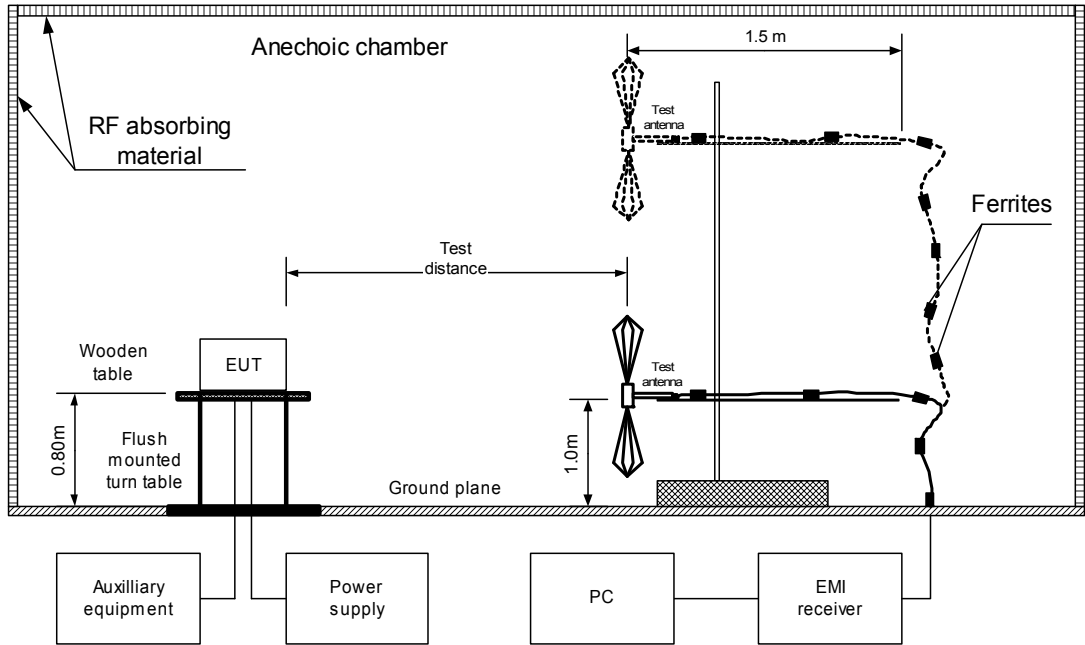 Anechoic chamber
1.5 m
RF absorbing
material
Test
antenna
Ferrites
Test
distance
Wooden
table
EUT
Test
antenna
0.80m
Flush
mounted
turn table
1.0m
Ground plane
Auxilliary
equipment
Power
supply
PC
EMI
receiver